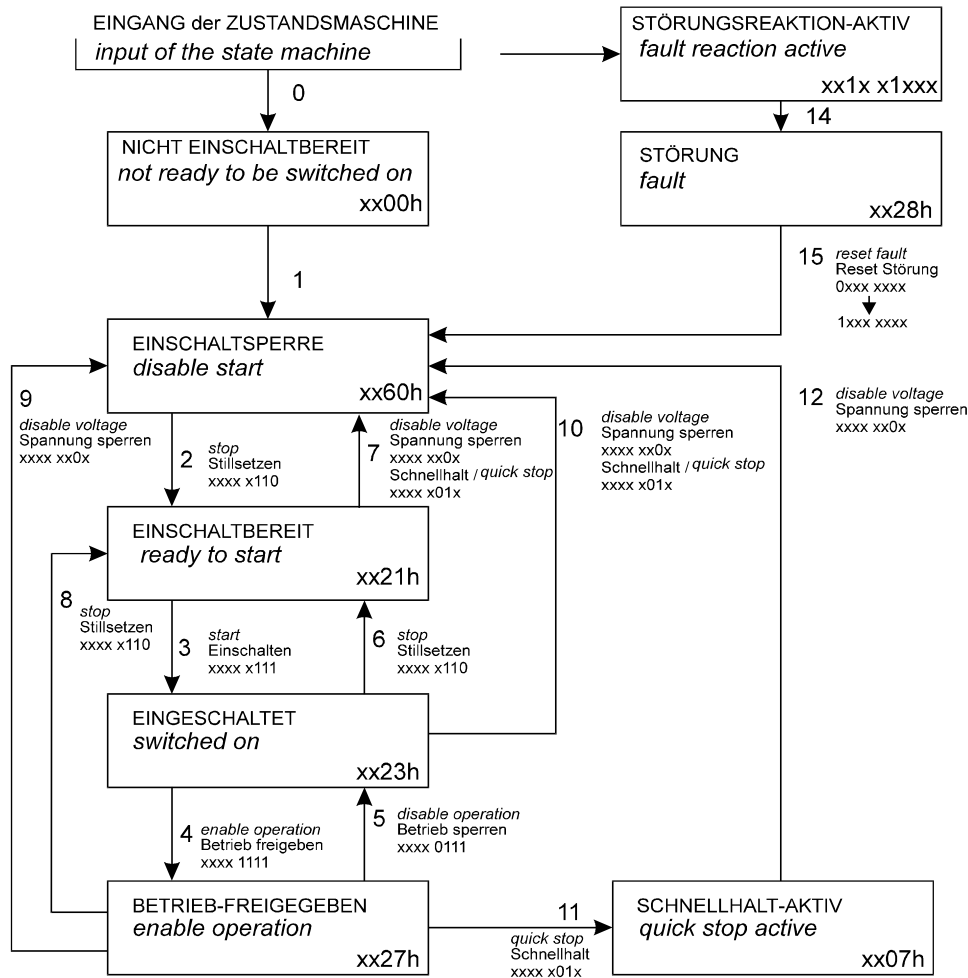 EINGANG der ZUSTANDSMASCHINE
input of the state machine
0
NICHT EINSCHALTBEREIT
not ready to be switched on
xx00h
1
STÖRUNGSREAKTION-AKTIV
fault reaction active
xx1x x1xxx
14
STÖRUNG
fault
xx28h
15
reset fault
Reset Störung
0xxx xxxx
1xxx xxxx
EINSCHALTSPERRE
disable start
xx60h
9
disable voltage
Spannung sperren
xxxx xx0x
2
stop
Stillsetzen
xxxx x110
7
disable voltage
Spannung sperren
xxxx xx0x
Schnellhalt / quick stop
xxxx x01x
10
disable voltage
Spannung sperren
xxxx xx0x
Schnellhalt / quick stop
xxxx x01x
12
disable voltage
Spannung sperren
xxxx xx0x
EINSCHALTBEREIT
ready to start
xx21h
8
stop
Stillsetzen
xxxx x110
3
start
Einschalten
xxxx x111
6
stop
Stillsetzen
xxxx x110
EINGESCHALTET
switched on
xx23h
4
enable operation
Betrieb freigeben
xxxx 1111
5
disable operation
Betrieb sperren
xxxx 0111
BETRIEB-FREIGEGEBEN
enable operation
xx27h
11
quick stop
Schnellhalt
xxxx x01x
SCHNELLHALT-AKTIV
quick stop active
xx07h